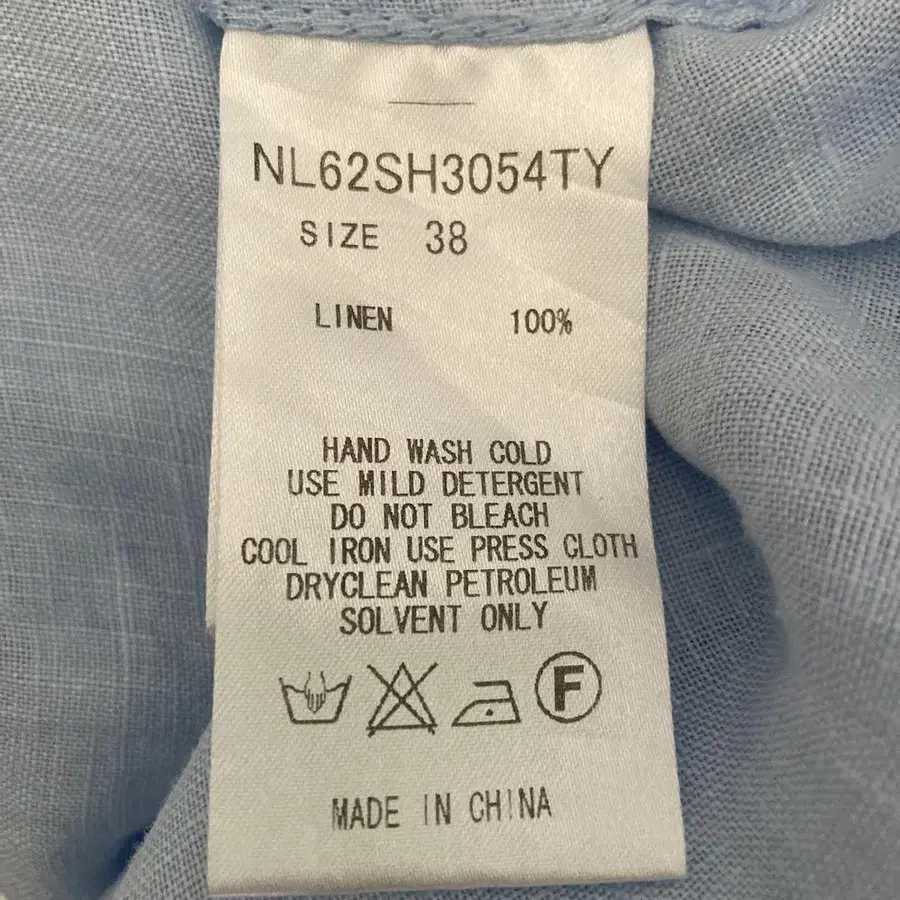 NL62SH3054TY
SIZE 38
LINEN 100%
HAND WASH COLD
USE MILD DETERGENT
DO NOT BLEACH
COOL IRON USE PRESS CLOTH
DRYCLEAN PETROLEUM
SOLVENT ONLY
F
MADE IN CHINA